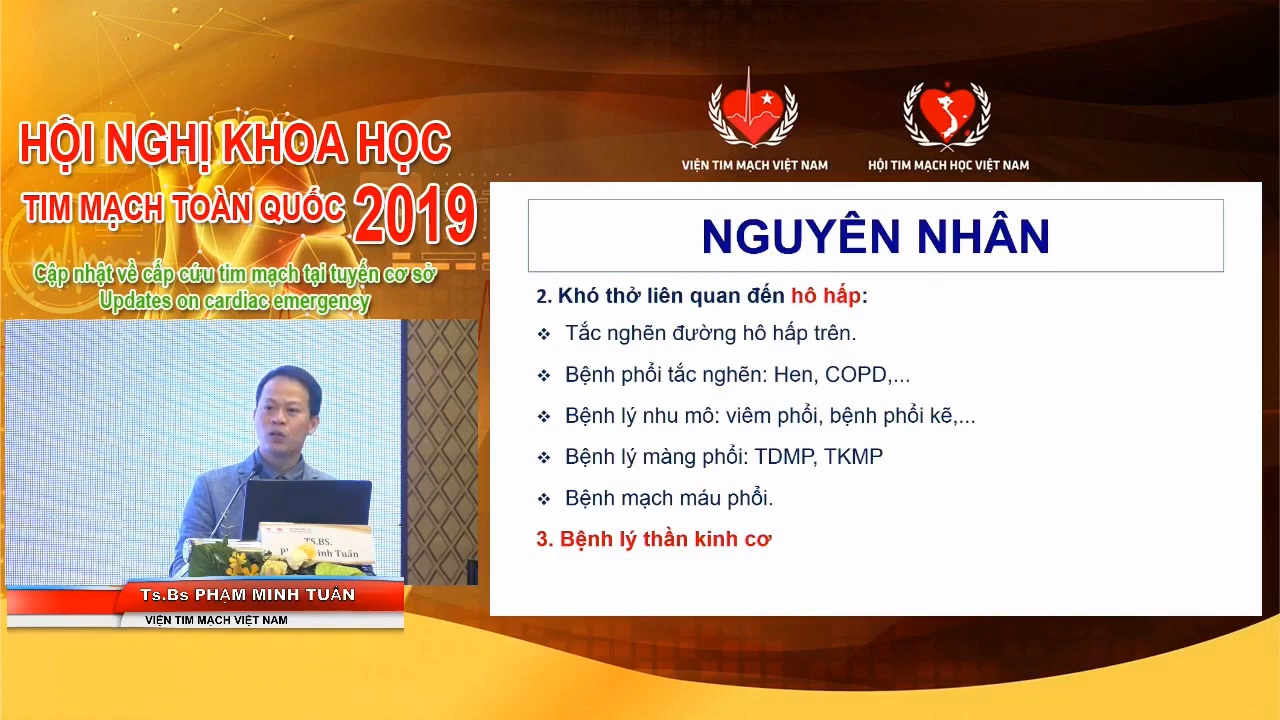 HỘI NGHỊ KHOA HỌC
TIM MẠCH TOÀN QUỐC 2019
Cập nhật về cấp cứu tim mạch tại tuyến cơ sở
Updates on cardiac emergency
VIỆN TIM MẠCH VIỆT NAM
HỘI TIM MẠCH HỌC VIỆT NAM
NGUYÊN NHÂN
2. Khó thở liên quan đến hô hấp:
❖ Tắc nghẽn đường hô hấp trên.
❖ Bệnh phổi tắc nghẽn: Hen, COPD,...
❖ Bệnh lý nhu mô: viêm phổi, bệnh phổi kẽ,...
❖ Bệnh lý màng phổi: TDMP, TKMP
❖ Bệnh mạch máu phổi.
3. Bệnh lý thần kinh cơ
TS.BS.
Minh Tuấn
Ts.Bs PHẠM MINH TUẤN
VIỆN TIM MẠCH VIỆT NAM